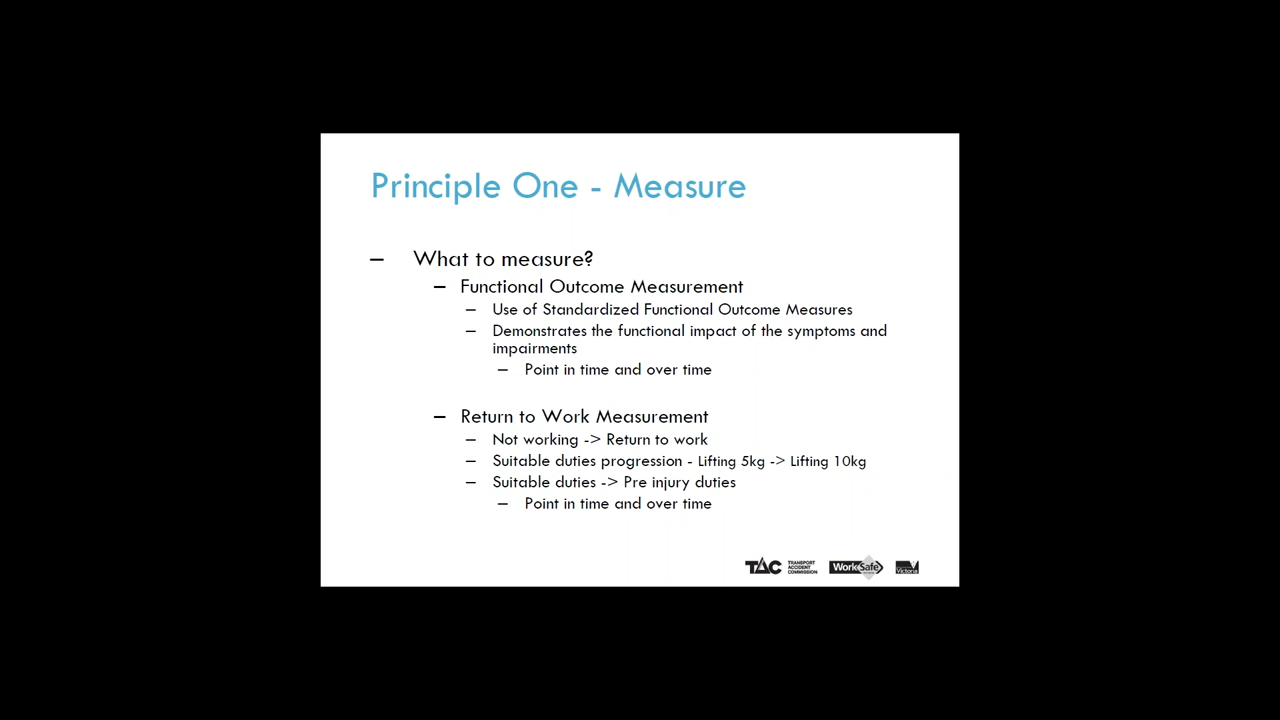 Principle One - Measure
– What to measure?
– Functional Outcome Measurement
– Use of Standardized Functional Outcome Measures
– Demonstrates the functional impact of the symptoms and
impairments
– Point in time and over time
– Return to Work Measurement
– Not working -> Return to work
– Suitable duties progression - Lifting 5kg -> Lifting 10kg
– Suitable duties -> Pre injury duties
– Point in time and over time
TAC TRANSPORT
ACCIDENT
COMMISSION
WorkSafe
Victoria